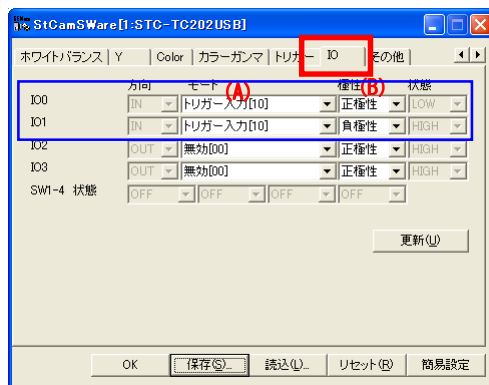 StCamSWare[1:STC-TC202USB]
ホワイトバランス Y Color カラーガンマ トリガー IO その他
方向 モード (A) 極性 (B) 状態
IO0 IN トリガー入力[10] 正極性 LOW
IO1 IN トリガー入力[10] 負極性 HIGH
IO2 OUT 無効[00] 正極性 HIGH
IO3 OUT 無効[00] 正極性 HIGH
SW1-4 状態 OFF OFF OFF OFF
更新(U)
OK 保存(S)... 読込(L)... リセット(R) 簡易設定